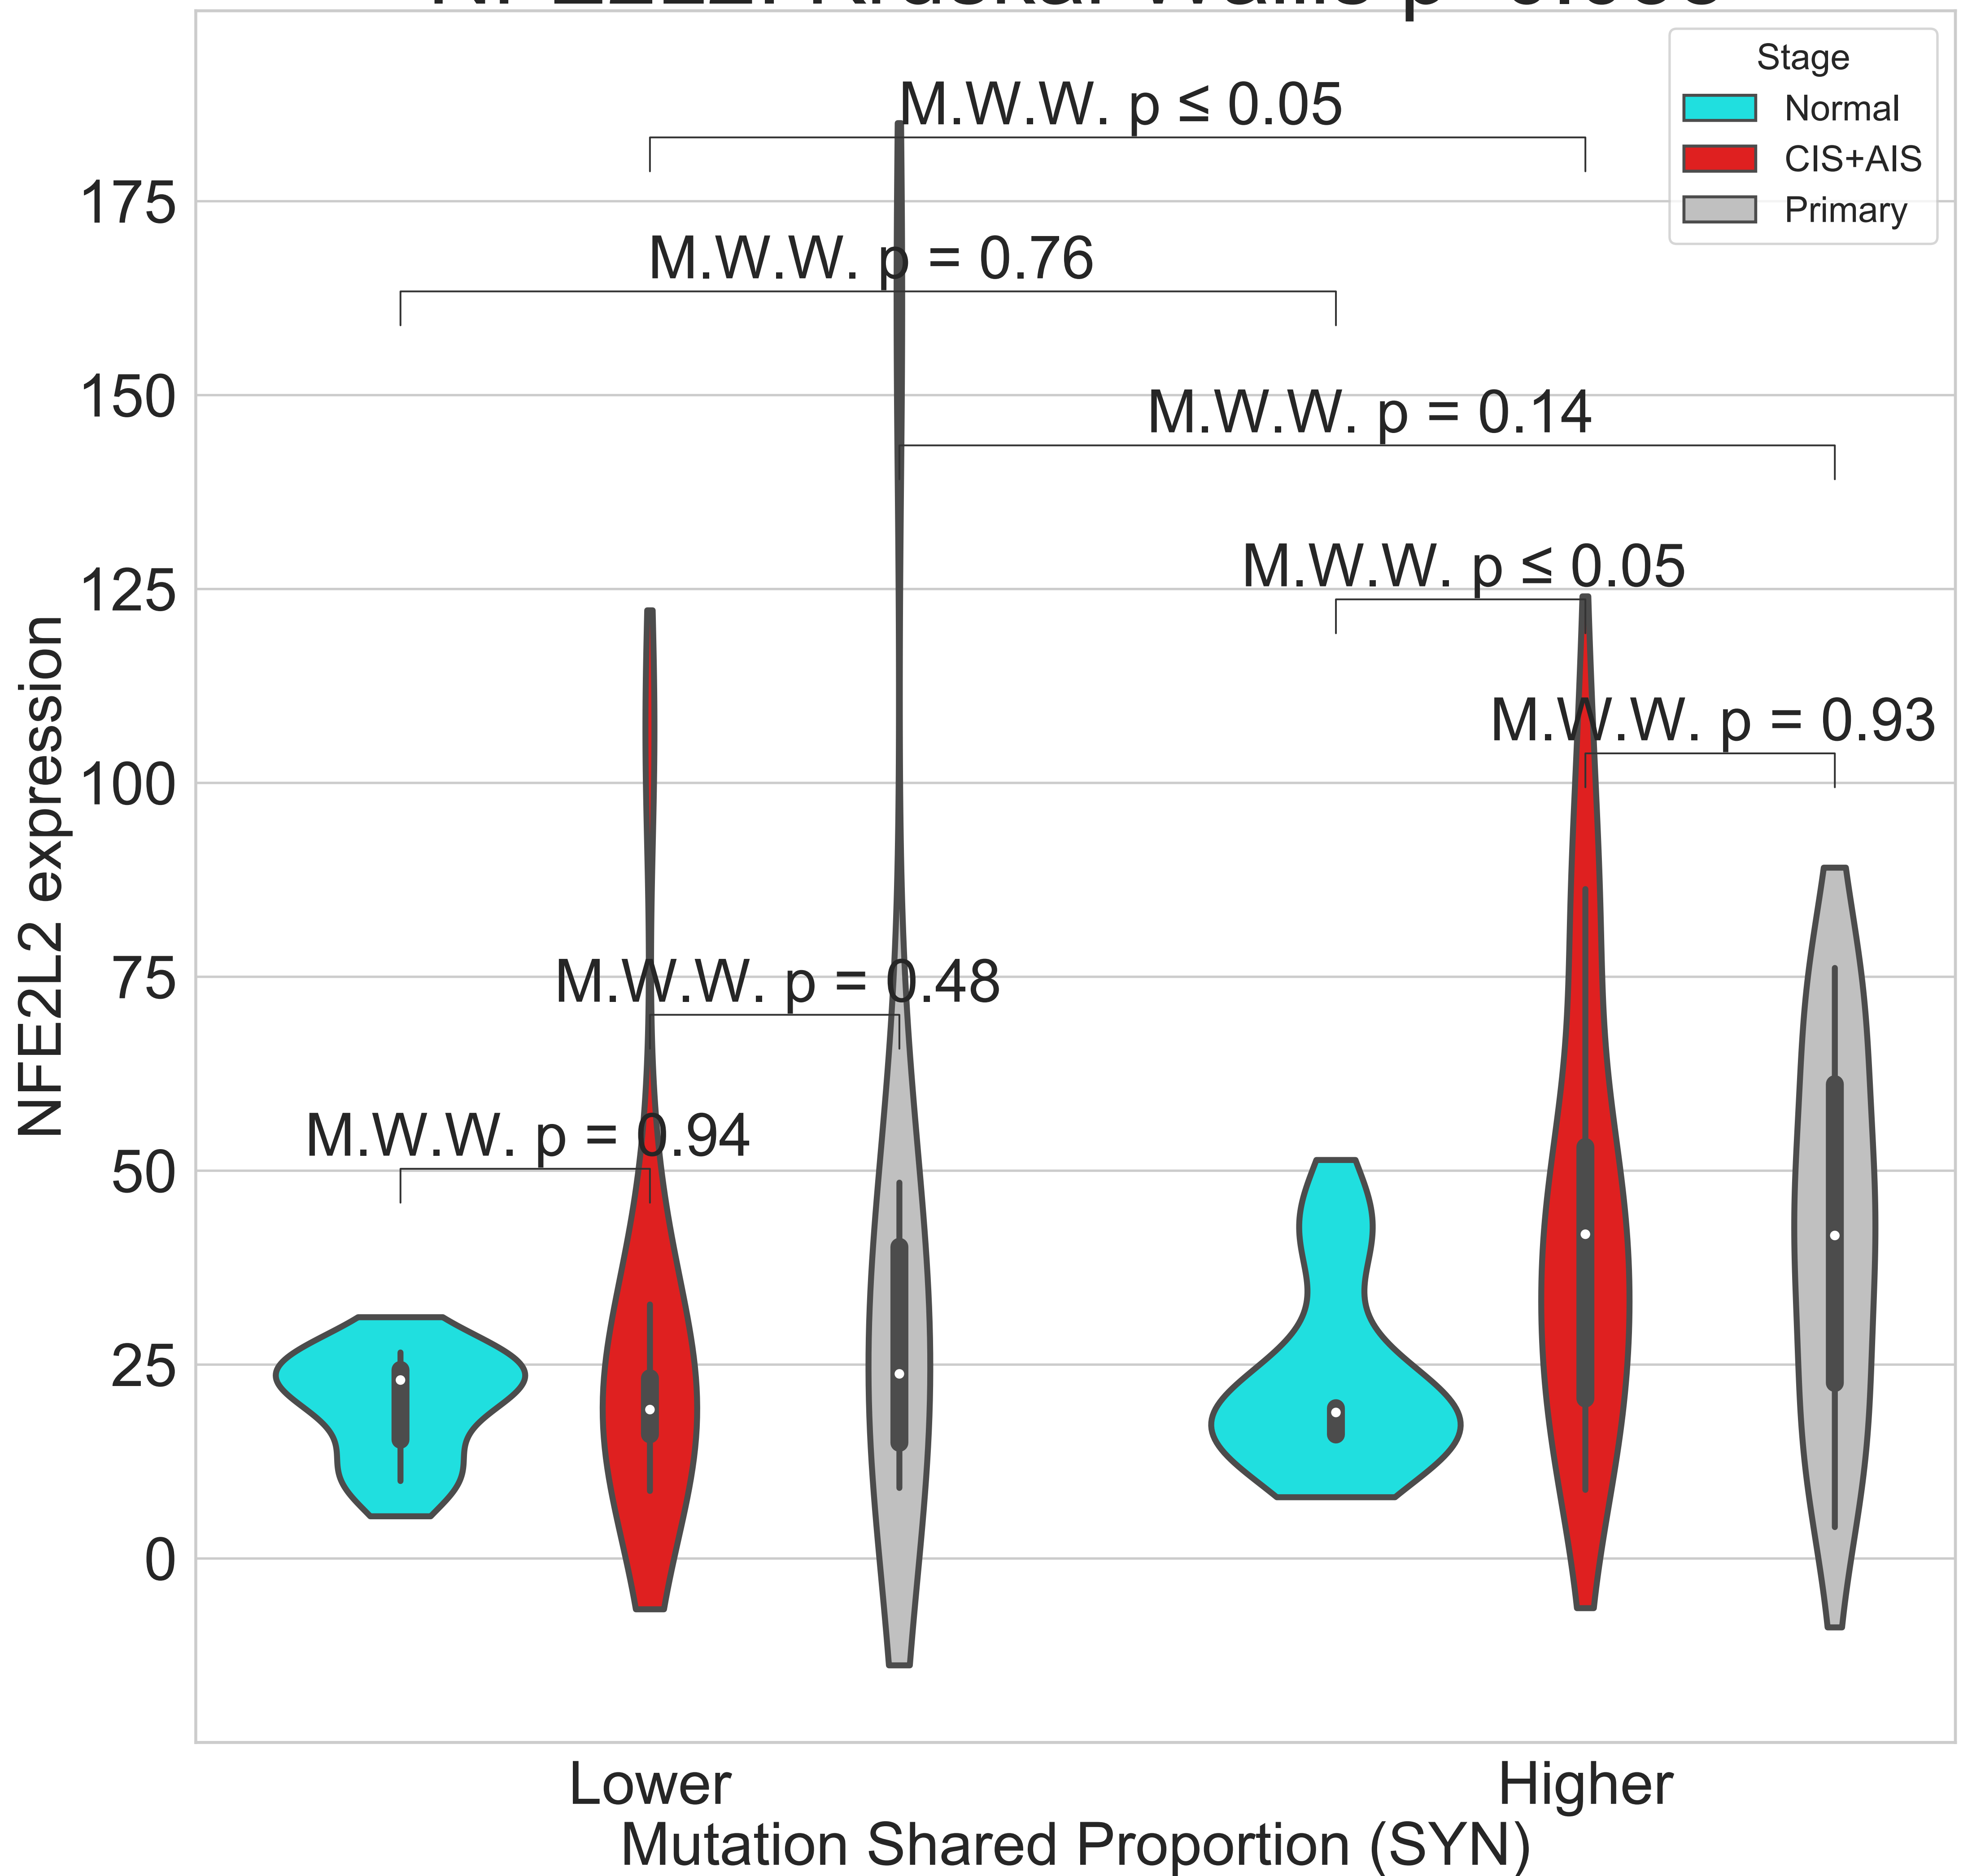 Stage
Normal
CIS+AIS
Primary
M.W.W. p ≤ 0.05
175
M.W.W. p = 0.76
150
M.W.W. p = 0.14
125
M.W.W. p ≤ 0.05
M.W.W. p = 0.93
100
NFE2L2 expression
75
M.W.W. p = 0.48
50
M.W.W. p = 0.94
25
0
Lower
Higher
Mutation Shared Proportion (SYN)